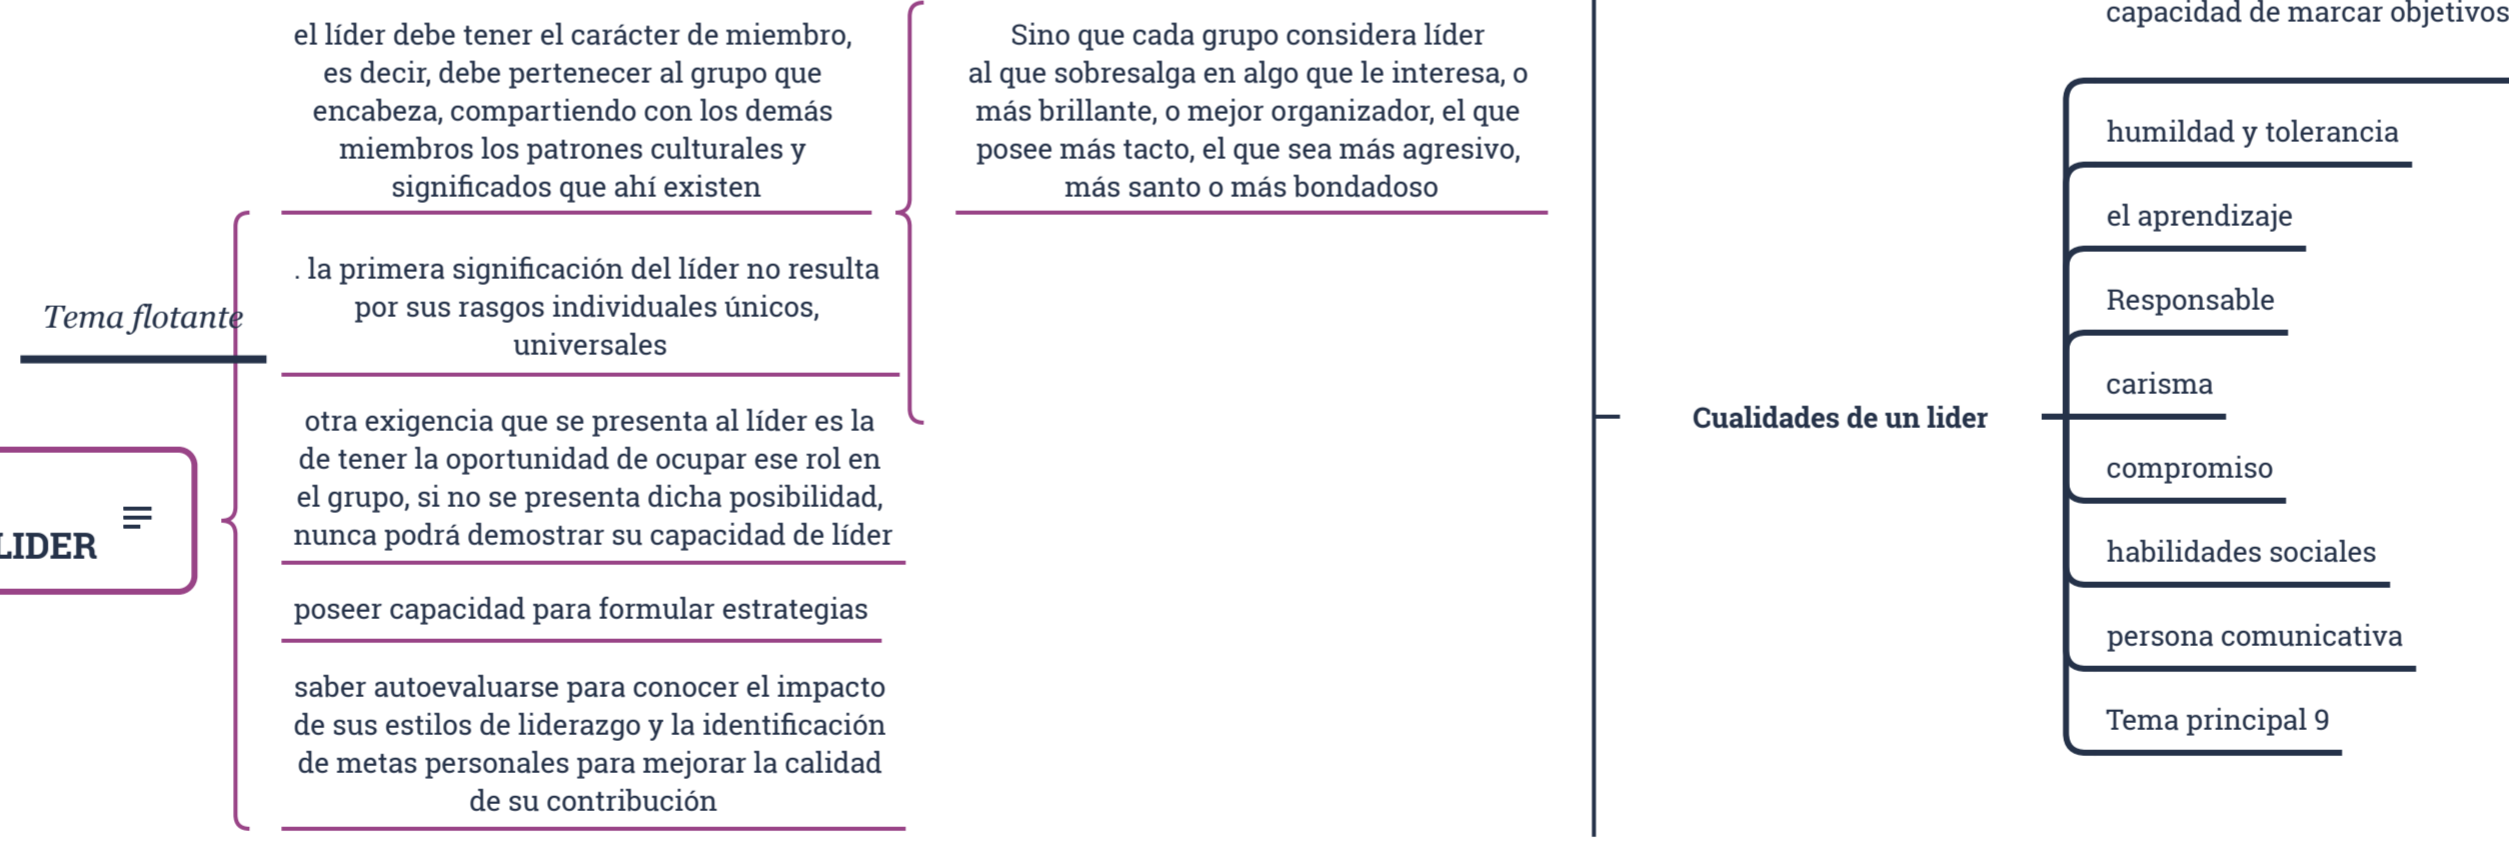 el líder debe tener el carácter de miembro,
es decir, debe pertenecer al grupo que
encabeza, compartiendo con los demás
miembros los patrones culturales y
significados que ahí existen
. la primera significación del líder no resulta
por sus rasgos individuales únicos,
universales
otra exigencia que se presenta al líder es la
de tener la oportunidad de ocupar ese rol en
el grupo, si no se presenta dicha posibilidad,
nunca podrá demostrar su capacidad de líder
poseer capacidad para formular estrategias
saber autoevaluarse para conocer el impacto
de sus estilos de liderazgo y la identificación
de metas personales para mejorar la calidad
de su contribución
Tema flotante
LIDER
Sino que cada grupo considera líder
al que sobresalga en algo que le interesa, o
más brillante, o mejor organizador, el que
posee más tacto, el que sea más agresivo,
más santo o más bondadoso
Cualidades de un lider
capacidad de marcar objetivos
humildad y tolerancia
el aprendizaje
Responsable
carisma
compromiso
habilidades sociales
persona comunicativa
Tema principal 9